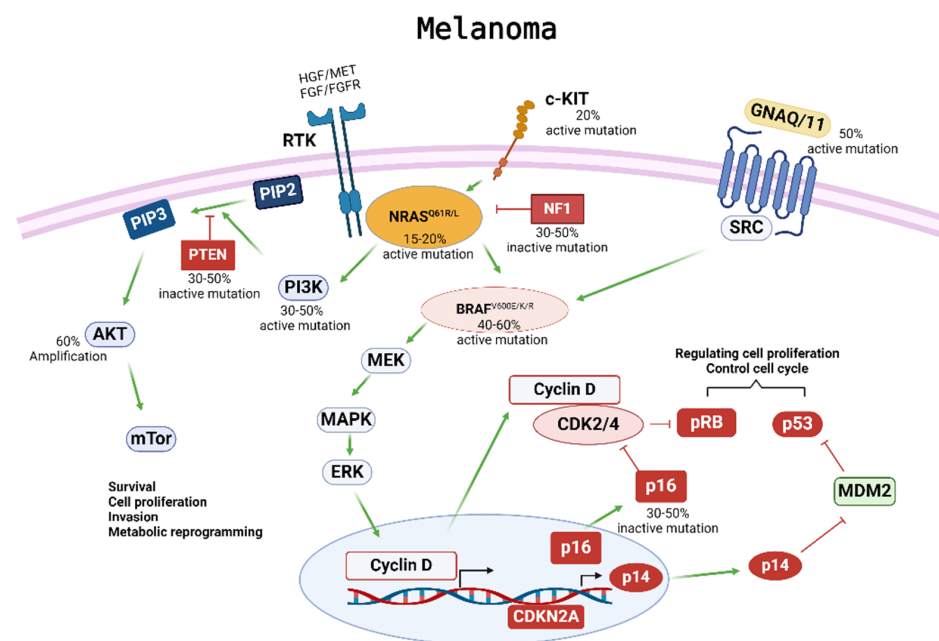 Melanoma
HGF/MET
FGF/FGFR
RTK
c-KIT
20%
active mutation
GNAQ/11
50%
active mutation
PIP2
PIP3
NRASQ61R/L
15-20%
active mutation
NF1
30-50%
inactive mutation
SRC
PTEN
30-50%
inactive mutation
PI3K
30-50%
active mutation
BRAFV600E/K/R
40-60%
active mutation
60%
Amplification
AKT
MEK
Regulating cell proliferation
Control cell cycle
Cyclin D
CDK2/4
pRB
p53
MAPK
mTor
ERK
p16
30-50%
inactive mutation
MDM2
Survival
Cell proliferation
Invasion
Metabolic reprogramming
Cyclin D
p16
p14
p14
CDKN2A